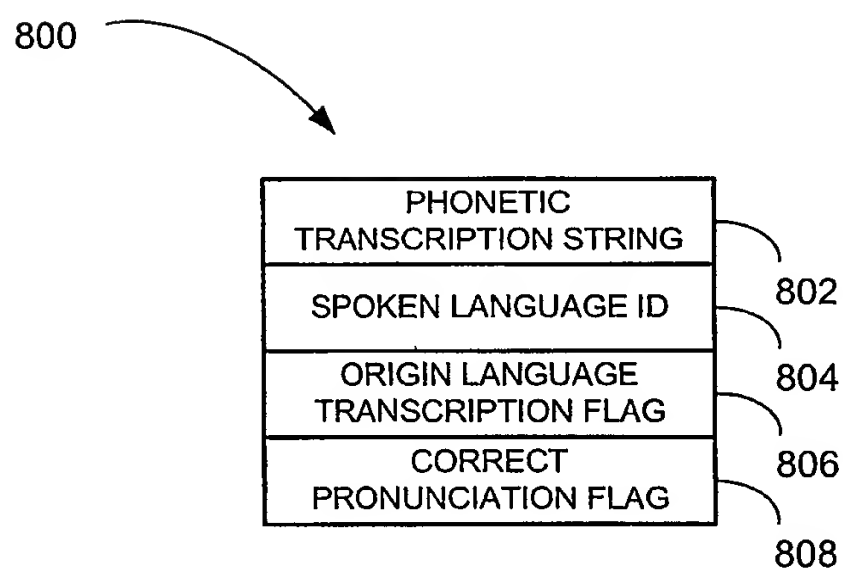 800
PHONETIC
TRANSCRIPTION STRING
802
SPOKEN LANGUAGE ID
804
ORIGIN LANGUAGE
TRANSCRIPTION FLAG
806
CORRECT
PRONUNCIATION FLAG
808